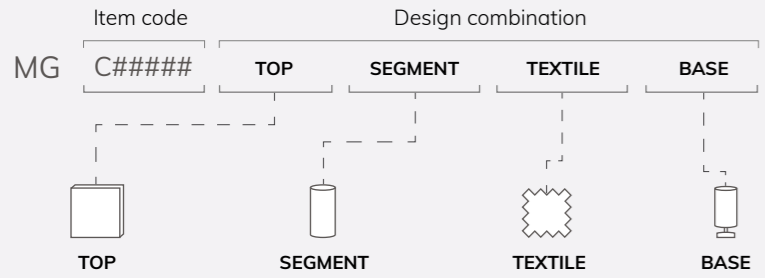 Item code Design combination
MG C##### TOP SEGMENT TEXTILE BASE
TOP SEGMENT TEXTILE BASE